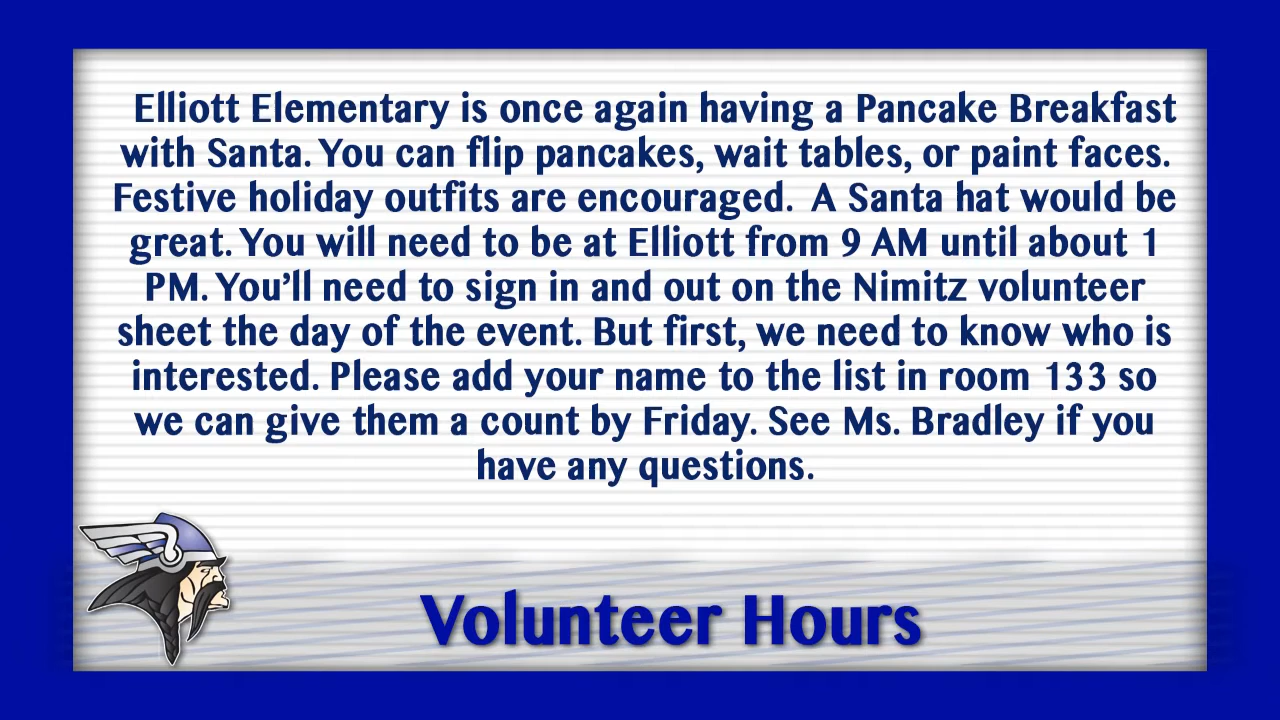 Elliott Elementary is once again having a Pancake Breakfast
with Santa. You can flip pancakes, wait tables, or paint faces.
Festive holiday outfits are encouraged.  A Santa hat would be
great. You will need to be at Elliott from 9 AM until about 1
PM. You’ll need to sign in and out on the Nimitz volunteer
sheet the day of the event. But first, we need to know who is
interested. Please add your name to the list in room 133 so
we can give them a count by Friday. See Ms. Bradley if you
have any questions.
Volunteer Hours